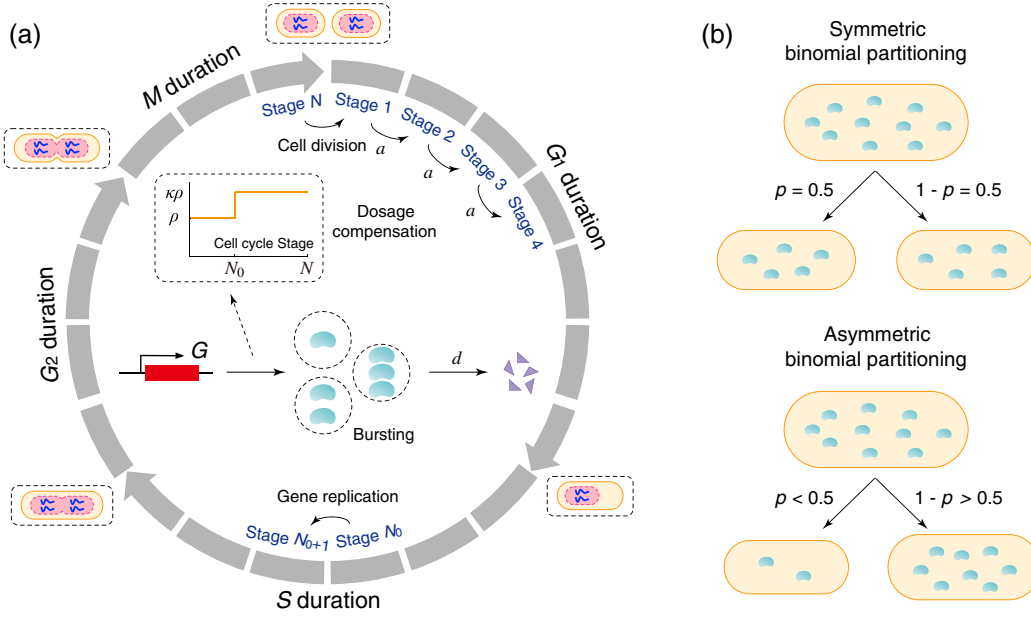 (a)
M duration
Stage N
Stage 1
Stage 2
Stage 3
Stage 4
Cell division
a
a
a
G1 duration
κρ
ρ
Cell cycle Stage
N0
N
Dosage
compensation
G2 duration
G
d
Bursting
Gene replication
Stage N0+1
Stage N0
S duration
(b)
Symmetric
binomial partitioning
p = 0.5
1 - p = 0.5
Asymmetric
binomial partitioning
p < 0.5
1 - p > 0.5